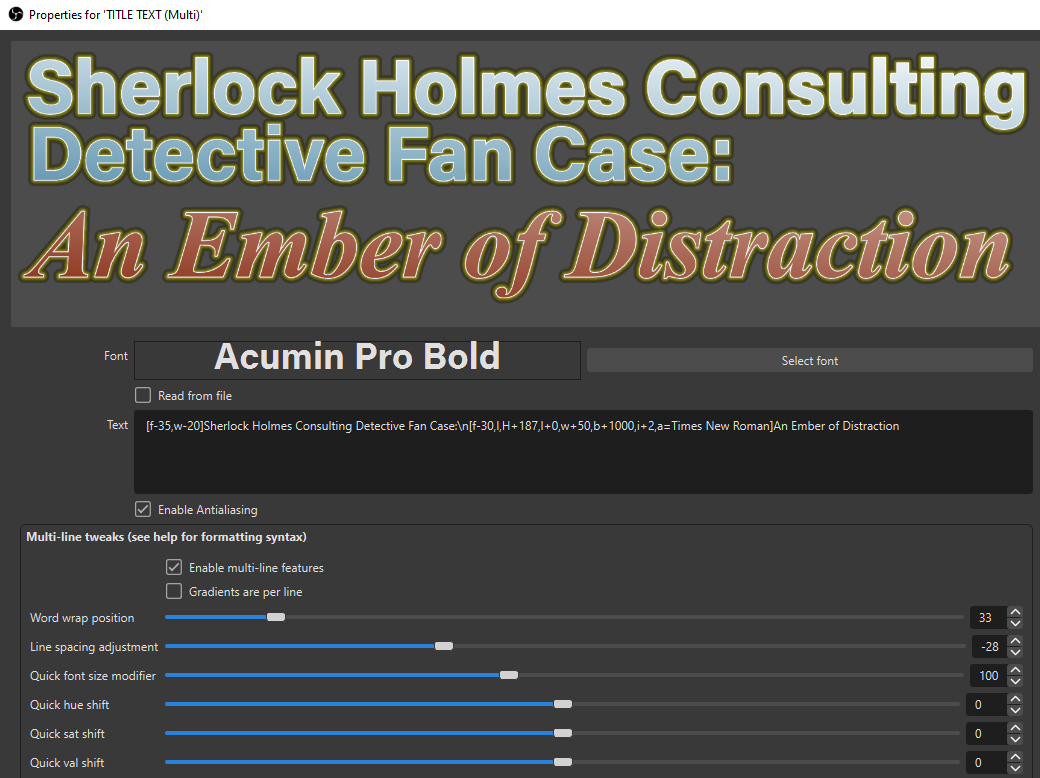 Properties for 'TITLE TEXT (Multi)'
Sherlock Holmes Consulting
Detective Fan Case:
An Ember of Distraction
Font
Acumin Pro Bold
Select font
Read from file
Text
[f-35,w-20]Sherlock Holmes Consulting Detective Fan Case:\n[f-30,l,H+187,l+0,w+50,b+1000,i+2,a=Times New Roman]An Ember of Distraction
Enable Antialiasing
Multi-line tweaks (see help for formatting syntax)
Enable multi-line features
Gradients are per line
Word wrap position 33
Line spacing adjustment -28
Quick font size modifier 100
Quick hue shift 0
Quick sat shift 0
Quick val shift 0